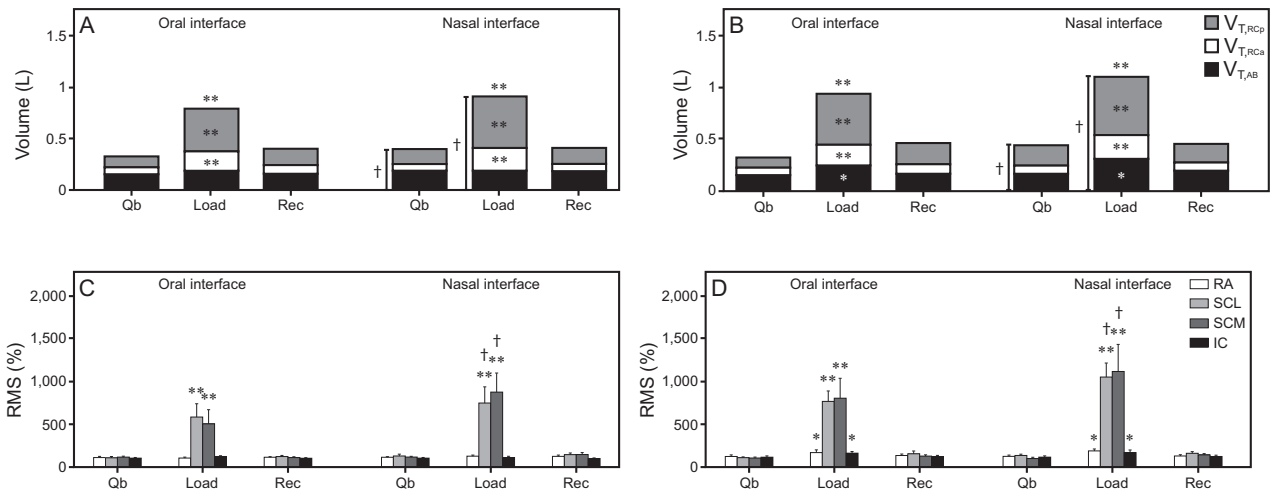 A
Oral interface
Nasal interface
Volume (L)
1.5
1
0.5
0
**
**
**
†
†
**
**
**
Qb
Load
Rec
Qb
Load
Rec
B
Oral interface
Nasal interface
V T,RCp
V T,RCa
V T,AB
Volume (L)
1.5
1
0.5
0
**
**
**
*
†
†
**
**
**
*
Qb
Load
Rec
Qb
Load
Rec
C
Oral interface
Nasal interface
RMS (%)
2,000
1,500
1,000
500
0
**
**
†
†
**
**
Qb
Load
Rec
Qb
Load
Rec
D
Oral interface
Nasal interface
RA
SCL
SCM
IC
RMS (%)
2,000
1,500
1,000
500
0
*
**
**
*
†
†
**
**
*
*
Qb
Load
Rec
Qb
Load
Rec